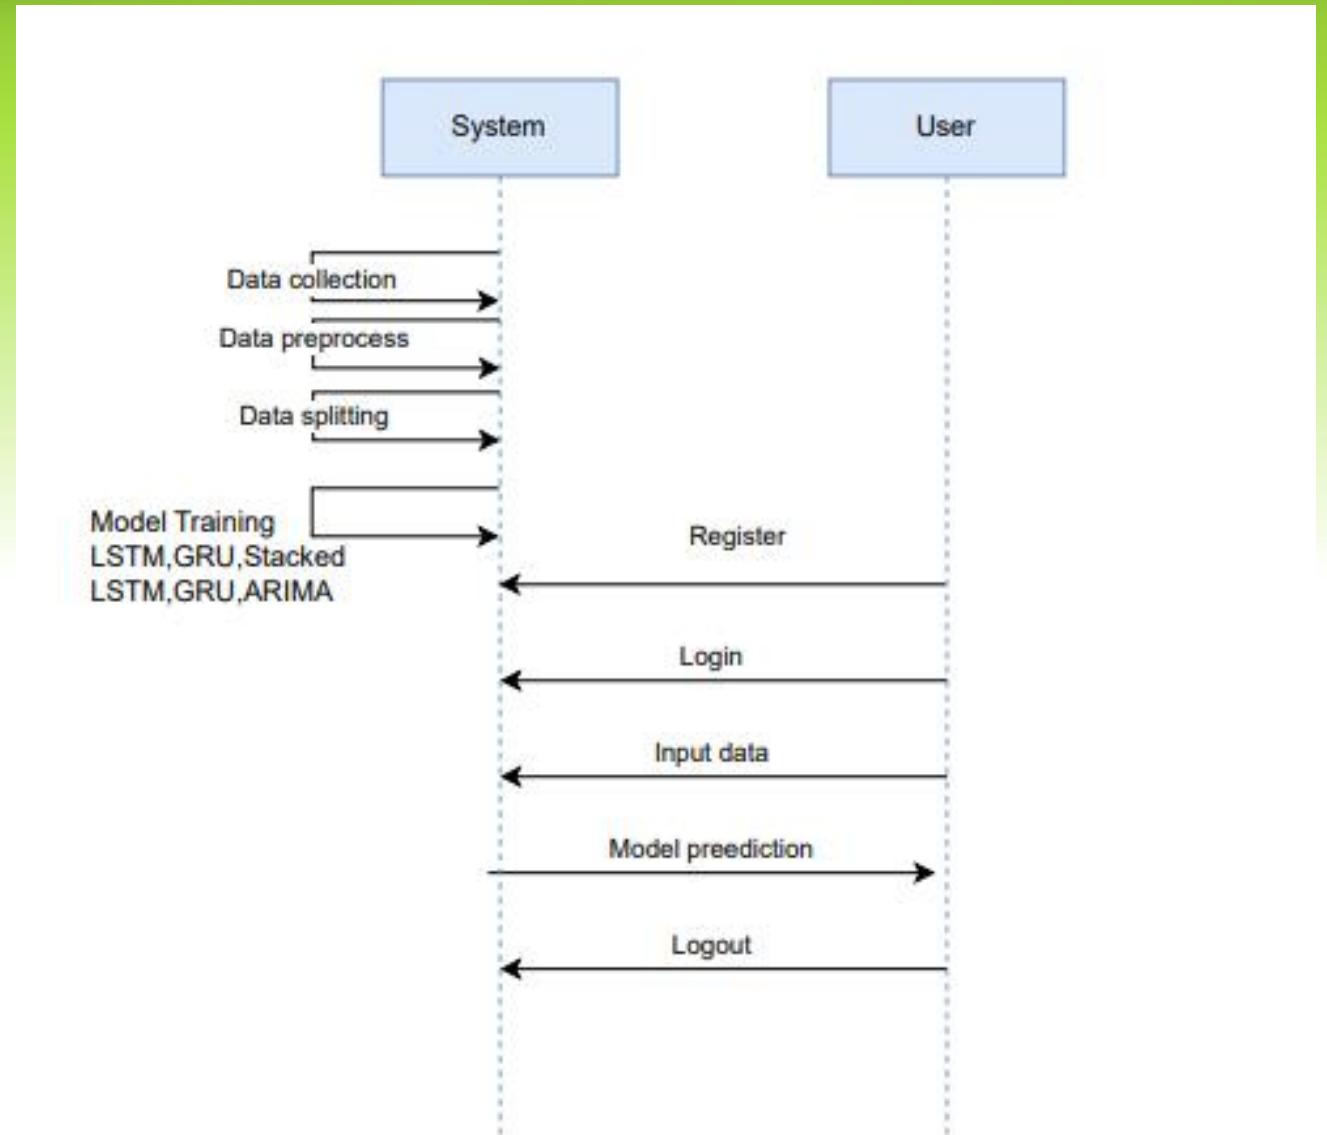 System
User
Data collection
Data preprocess
Data splitting
Model Training
LSTM,GRU,Stacked
LSTM,GRU,ARIMA
Register
Login
Input data
Model preediction
Logout